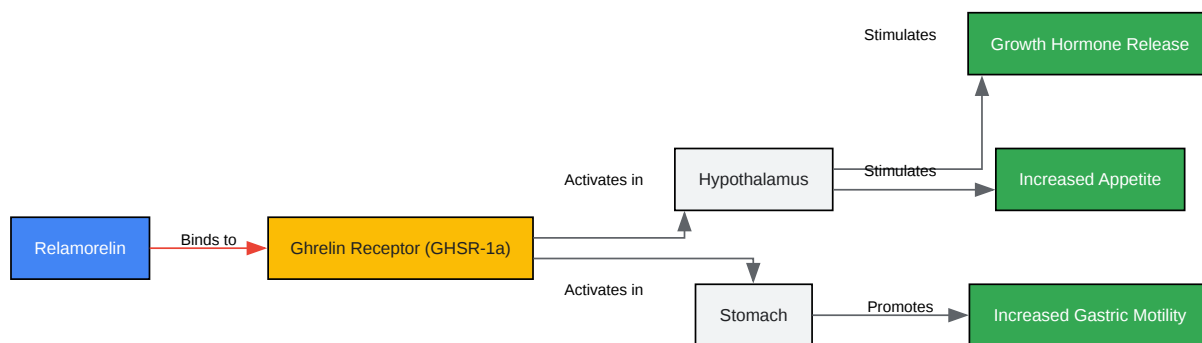 Stimulates
Growth Hormone Release
Activates in
Hypothalamus
Stimulates
Increased Appetite
Relamorelin
Binds to
Ghrelin Receptor (GHSR-1a)
Activates in
Stomach
Promotes
Increased Gastric Motility